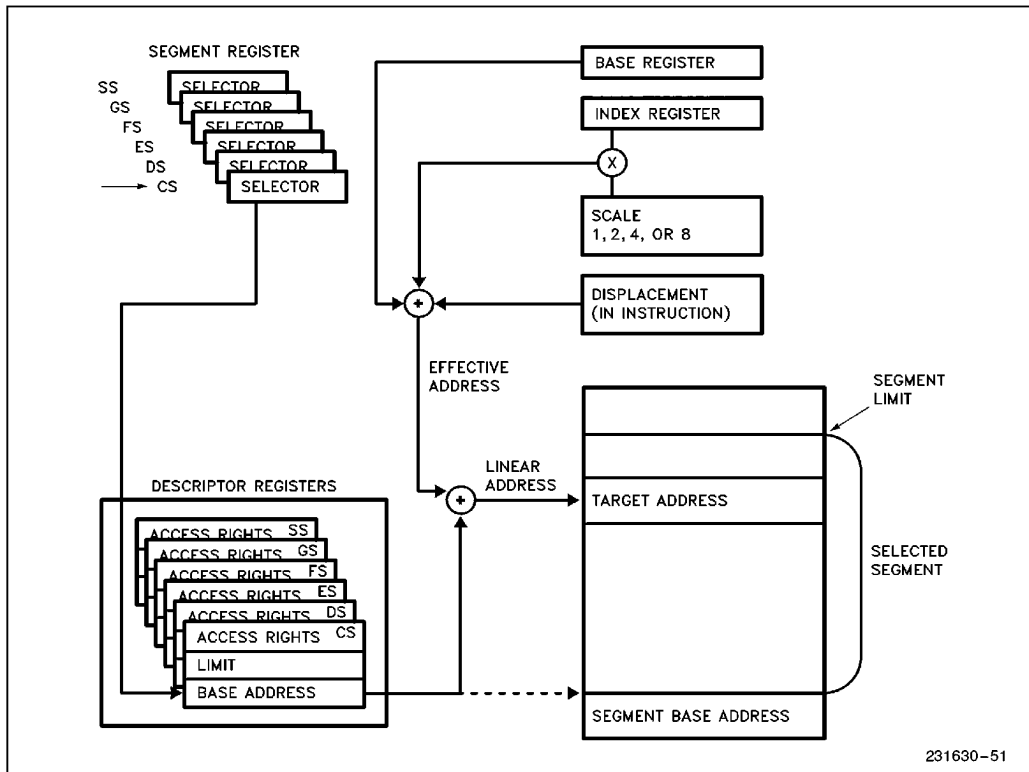 SEGMENT REGISTER
SS
GS
FS
ES
DS
CS
SELECTOR
SELECTOR
SELECTOR
SELECTOR
SELECTOR
SELECTOR
BASE REGISTER
INDEX REGISTER
X
SCALE
1, 2, 4, OR 8
DISPLACEMENT
(IN INSTRUCTION)
+
EFFECTIVE
ADDRESS
SEGMENT
LIMIT
LINEAR
ADDRESS
+
TARGET ADDRESS
SELECTED
SEGMENT
SEGMENT BASE ADDRESS
DESCRIPTOR REGISTERS
ACCESS RIGHTS SS
ACCESS RIGHTS GS
ACCESS RIGHTS FS
ACCESS RIGHTS ES
ACCESS RIGHTS DS
ACCESS RIGHTS CS
LIMIT
BASE ADDRESS
231630-51